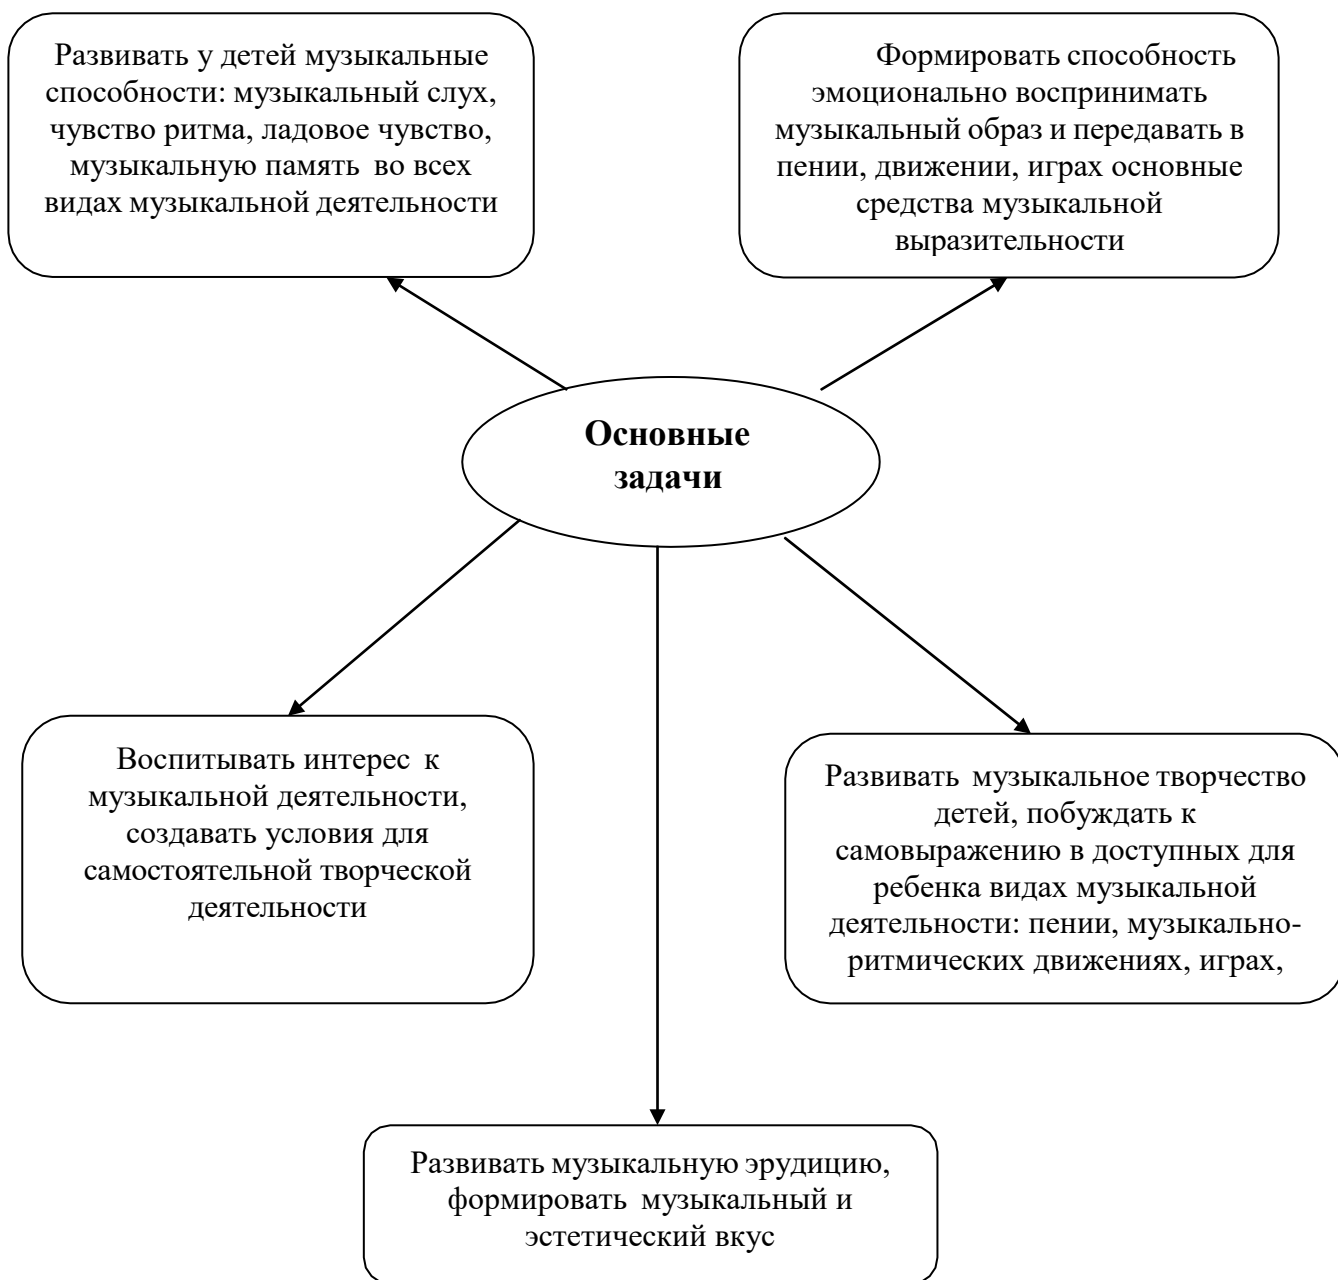 Развивать у детей музыкальные
способности: музыкальный слух,
чувство ритма, ладовое чувство,
музыкальную память во всех
видах музыкальной деятельности
Формировать способность
эмоционально воспринимать
музыкальный образ и передавать в
пении, движении, играх основные
средства музыкальной
выразительности
Основные
задачи
Воспитывать интерес к
музыкальной деятельности,
создавать условия для
самостоятельной творческой
деятельности
Развивать музыкальное творчество
детей, побуждать к
самовыражению в доступных для
ребенка видах музыкальной
деятельности: пении, музыкально-
ритмических движениях, играх,
Развивать музыкальную эрудицию,
формировать музыкальный и
эстетический вкус